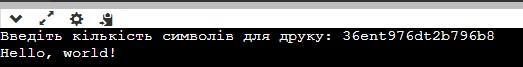 Введіть кількість символів для друку: 36ent976dt2b796b8
Hello, world!